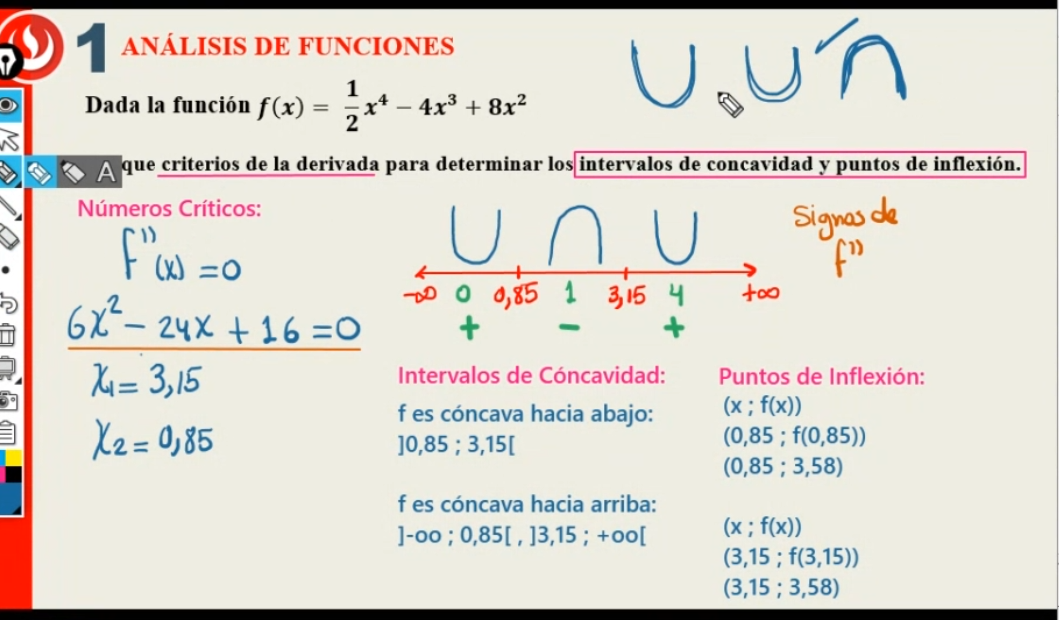 1 ANÁLISIS DE FUNCIONES
Dada la función f(x) = 1/2 x⁴ − 4x³ + 8x²
que criterios de la derivada para determinar los intervalos de concavidad y puntos de inflexión.
A
Números Críticos:
f''(x) = 0
6x² − 24x + 16 = 0
x₁ = 3,15
x₂ = 0,85
Signos de
f''
-∞ 0 0,85 1 3,15 4 +∞
+ − +
Intervalos de Cóncavidad:
f es cóncava hacia abajo:
]0,85 ; 3,15[
f es cóncava hacia arriba:
]-oo ; 0,85[ , ]3,15 ; +oo[
Puntos de Inflexión:
(x ; f(x))
(0,85 ; f(0,85))
(0,85 ; 3,58)
(x ; f(x))
(3,15 ; f(3,15))
(3,15 ; 3,58)